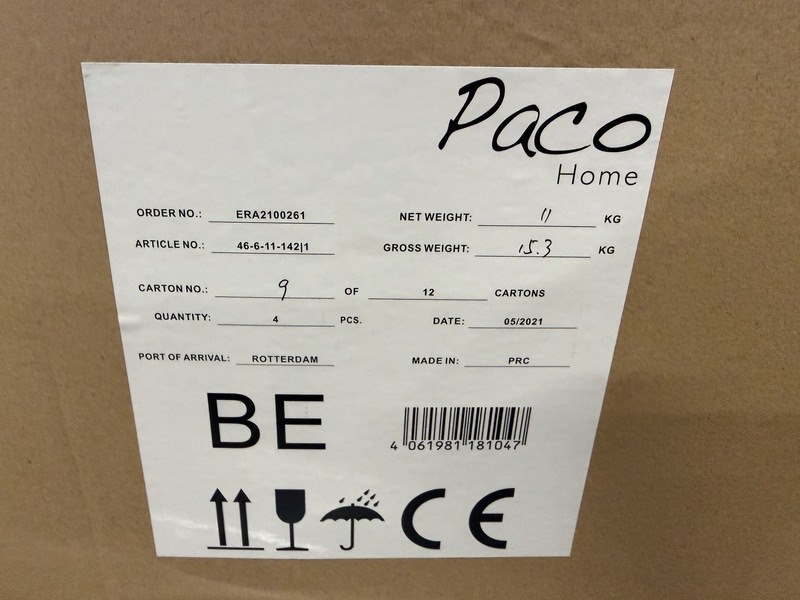 Paco
Home
ORDER NO.: ERA2100261 NET WEIGHT: 11 KG
ARTICLE NO.: 46-6-11-142|1 GROSS WEIGHT: 15.3 KG
CARTON NO.: 9 OF 12 CARTONS
QUANTITY: 4 PCS. DATE: 05/2021
PORT OF ARRIVAL: ROTTERDAM MADE IN: PRC
BE
4 061981 181047
CE